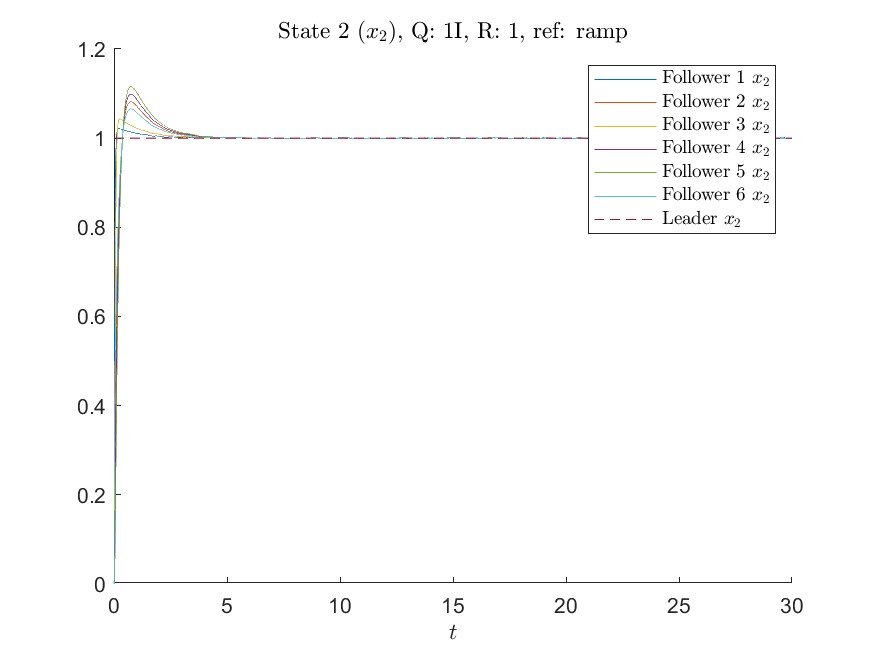 State 2 (x₂), Q: 1I, R: 1, ref: ramp
1.2
1
0.8
0.6
0.4
0.2
0
0 5 10 15 20 25 30
t
Follower 1 x₂
Follower 2 x₂
Follower 3 x₂
Follower 4 x₂
Follower 5 x₂
Follower 6 x₂
Leader x₂